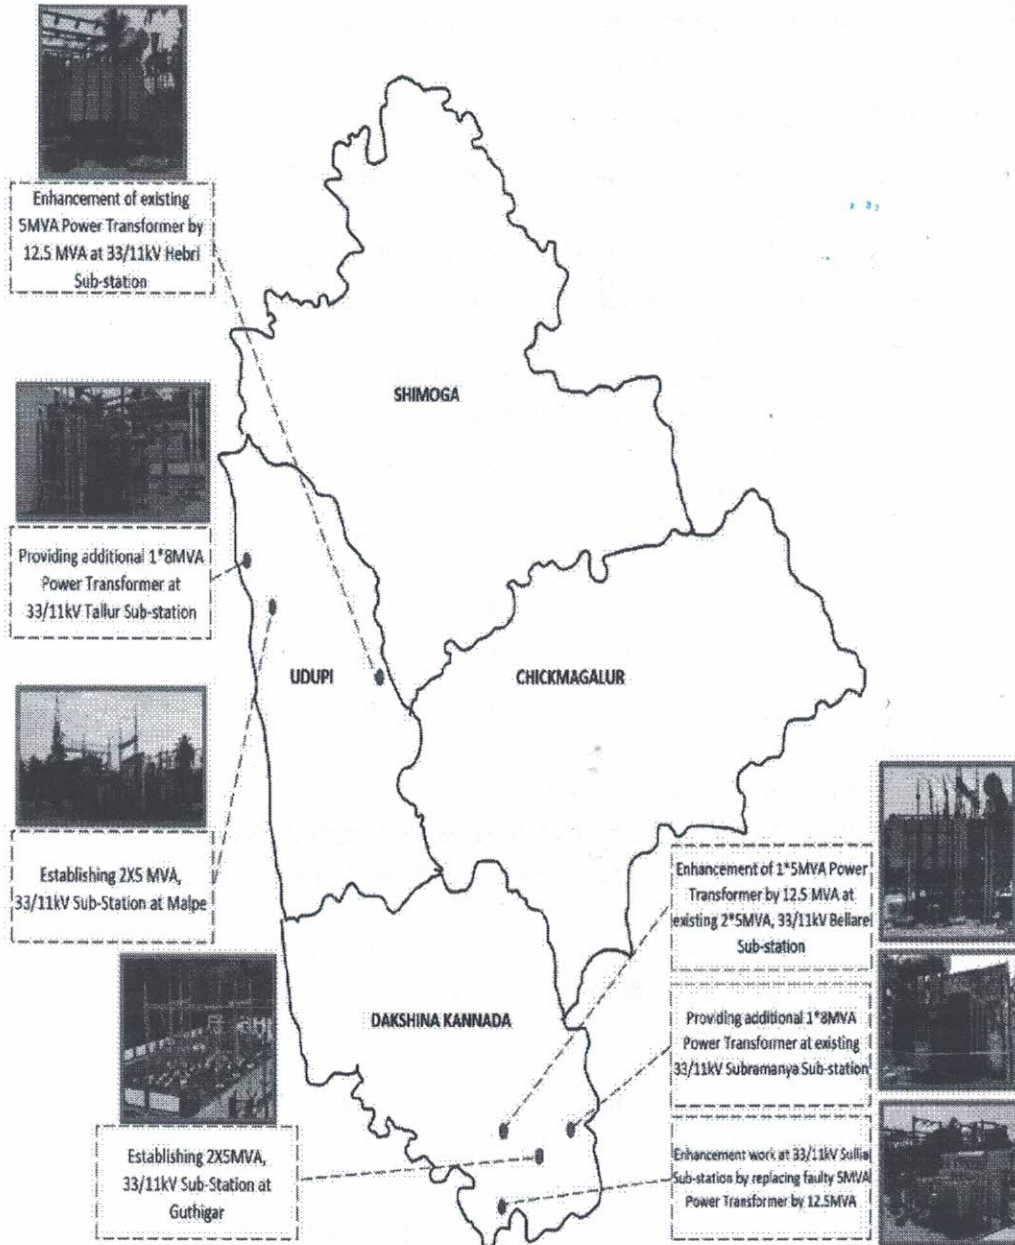 Enhancement of existing
5MVA Power Transformer by
12.5 MVA at 33/11kV Hebri
Sub-station
SHIMOGA
Providing additional 1*8MVA
Power Transformer at
33/11kV Tallur Sub-station
UDUPI
CHICKMAGALUR
Establishing 2X5 MVA,
33/11kV Sub-Station at Malpe
Enhancement of 1*5MVA Power
Transformer by 12.5 MVA at
existing 2*5MVA, 33/11kV Bellare
Sub-station
DAKSHINA KANNADA
Providing additional 1*8MVA
Power Transformer at existing
33/11kV Subramanya Sub-station
Establishing 2X5MVA,
33/11kV Sub-Station at
Guthigar
Enhancement work at 33/11kV Sullia
Sub-station by replacing faulty 5MVA
Power Transformer by 12.5MVA